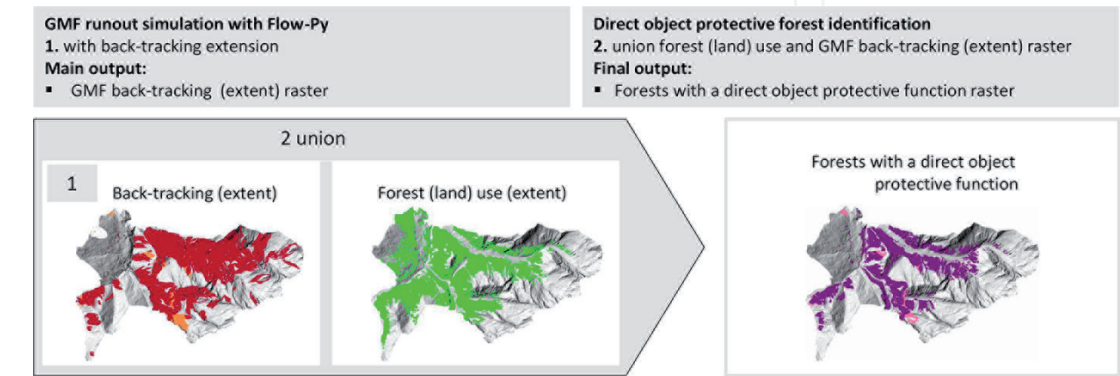 GMF runout simulation with Flow-Py
1. with back-tracking extension
Main output:
▪ GMF back-tracking (extent) raster
Direct object protective forest identification
2. union forest (land) use and GMF back-tracking (extent) raster
Final output:
▪ Forests with a direct object protective function raster
2 union
1
Back-tracking (extent)
Forest (land) use (extent)
Forests with a direct object
protective function